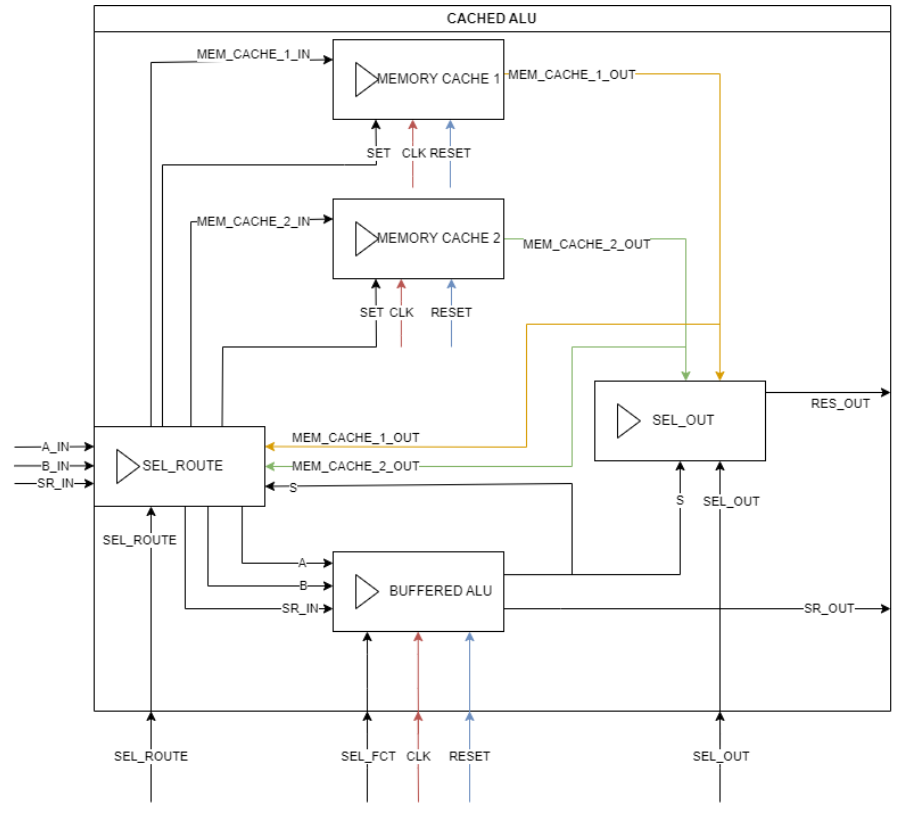 CACHED ALU
MEM_CACHE_1_IN
MEMORY CACHE 1
MEM_CACHE_1_OUT
SET
CLK
RESET
MEM_CACHE_2_IN
MEMORY CACHE 2
MEM_CACHE_2_OUT
SET
CLK
RESET
RES_OUT
SEL_OUT
A_IN
B_IN
SR_IN
SEL_ROUTE
MEM_CACHE_1_OUT
MEM_CACHE_2_OUT
S
S
SEL_OUT
SEL_ROUTE
A
B
SR_IN
BUFFERED ALU
SR_OUT
SEL_ROUTE
SEL_FCT
CLK
RESET
SEL_OUT